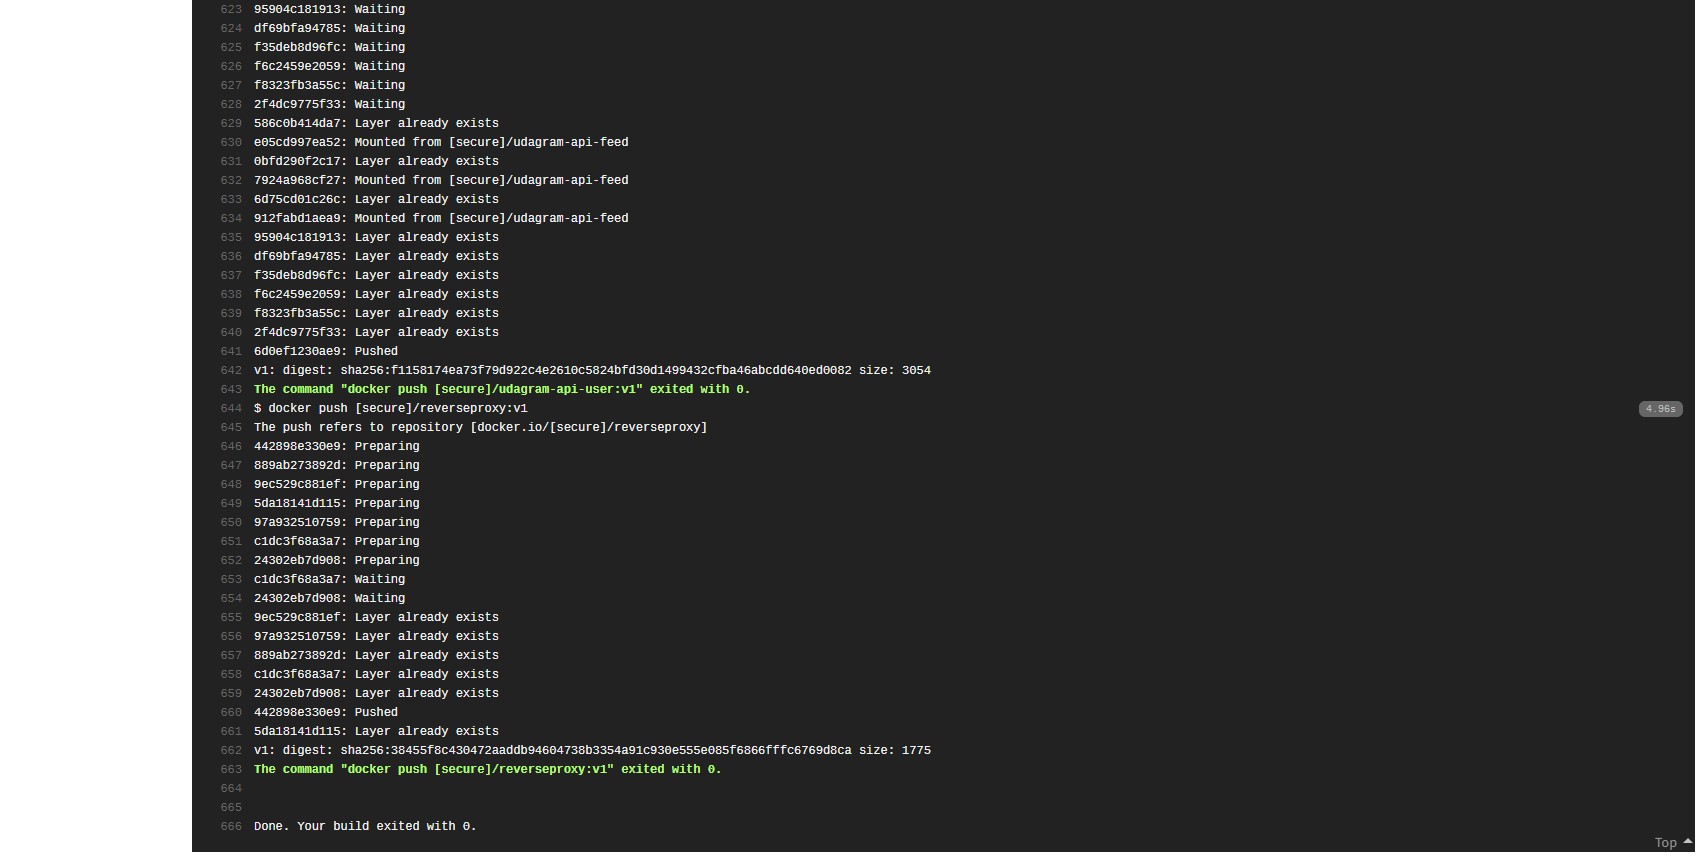 623 95904c181913: Waiting
624 df69bfa94785: Waiting
625 f35deb8d96fc: Waiting
626 f6c2459e2059: Waiting
627 f8323fb3a55c: Waiting
628 2f4dc9775f33: Waiting
629 586c0b414da7: Layer already exists
630 e05cd997ea52: Mounted from [secure]/udagram-api-feed
631 0bfd290f2c17: Layer already exists
632 7924a968cf27: Mounted from [secure]/udagram-api-feed
633 6d75cd01c26c: Layer already exists
634 912fabd1aea9: Mounted from [secure]/udagram-api-feed
635 95904c181913: Layer already exists
636 df69bfa94785: Layer already exists
637 f35deb8d96fc: Layer already exists
638 f6c2459e2059: Layer already exists
639 f8323fb3a55c: Layer already exists
640 2f4dc9775f33: Layer already exists
641 6d0ef1230ae9: Pushed
642 v1: digest: sha256:f1158174ea73f79d922c4e2610c5824bfd30d1499432cfba46abcdd640ed0082 size: 3054
643 The command "docker push [secure]/udagram-api-user:v1" exited with 0.
644 $ docker push [secure]/reverseproxy:v1 4.96s
645 The push refers to repository [docker.io/[secure]/reverseproxy]
646 442898e330e9: Preparing
647 889ab273892d: Preparing
648 9ec529c881ef: Preparing
649 5da18141d115: Preparing
650 97a932510759: Preparing
651 c1dc3f68a3a7: Preparing
652 24302eb7d908: Preparing
653 c1dc3f68a3a7: Waiting
654 24302eb7d908: Waiting
655 9ec529c881ef: Layer already exists
656 97a932510759: Layer already exists
657 889ab273892d: Layer already exists
658 c1dc3f68a3a7: Layer already exists
659 24302eb7d908: Layer already exists
660 442898e330e9: Pushed
661 5da18141d115: Layer already exists
662 v1: digest: sha256:38455f8c430472aaddb94604738b3354a91c930e555e085f6866fffc6769d8ca size: 1775
663 The command "docker push [secure]/reverseproxy:v1" exited with 0.
664
665
666 Done. Your build exited with 0.
Top